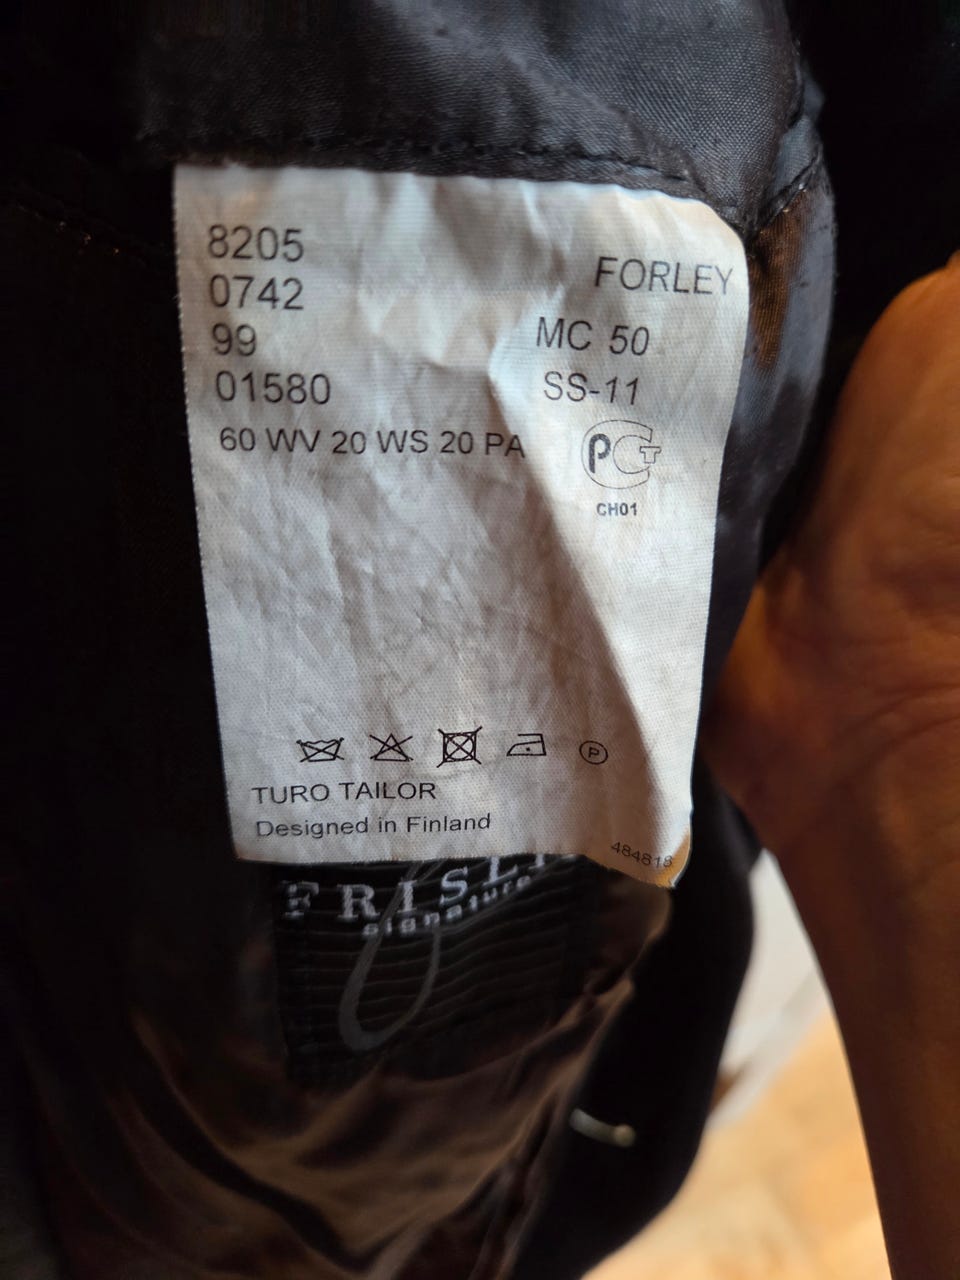 8205
0742
99
01580
60 WV 20 WS 20 PA
FORLEY
MC 50
SS-11
РСТ
CH01
P
TURO TAILOR
Designed in Finland
484818
signature